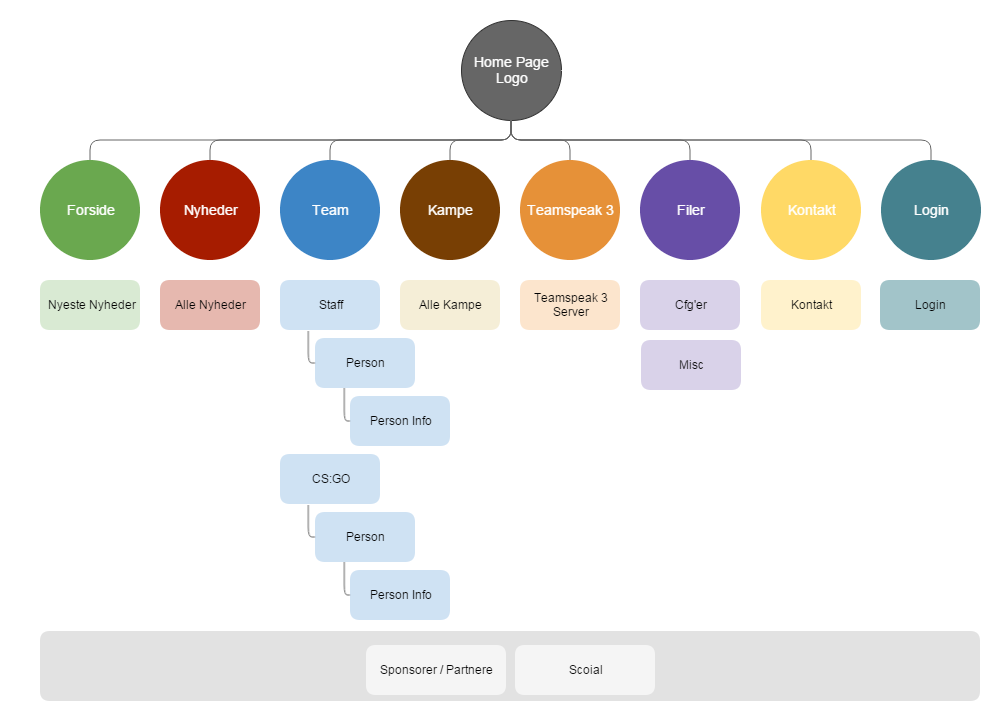 Home Page
Logo
Forside
Nyheder
Team
Kampe
Teamspeak 3
Filer
Kontakt
Login
Nyeste Nyheder
Alle Nyheder
Staff
Alle Kampe
Teamspeak 3
Server
Cfg'er
Kontakt
Login
Person
Misc
Person Info
CS:GO
Person
Person Info
Sponsorer / Partnere
Scoial